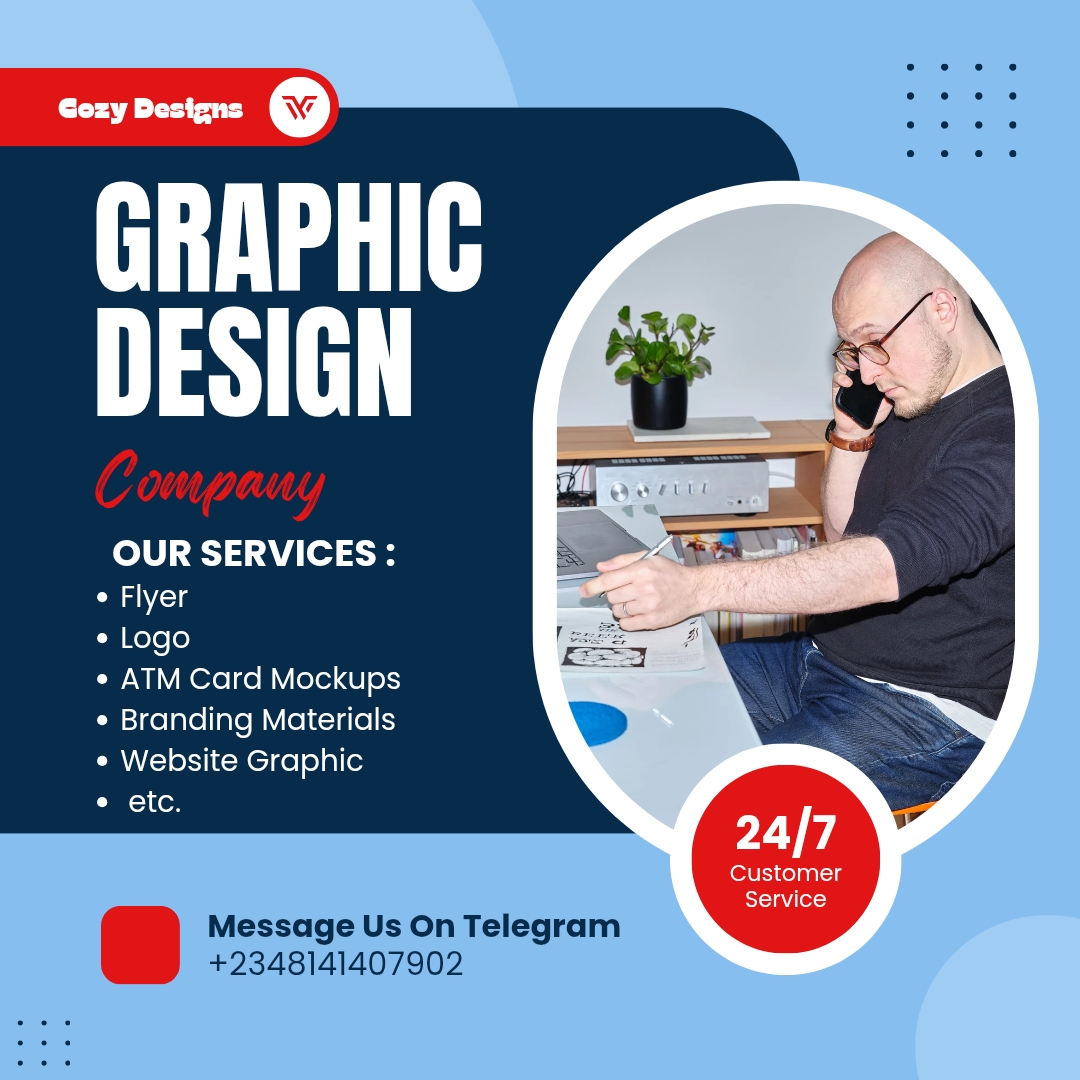 Cozy Designs
GRAPHIC
DESIGN
Company
OUR SERVICES :
• Flyer
• Logo
• ATM Card Mockups
• Branding Materials
• Website Graphic
• etc.
24/7
Customer
Service
Message Us On Telegram
+2348141407902